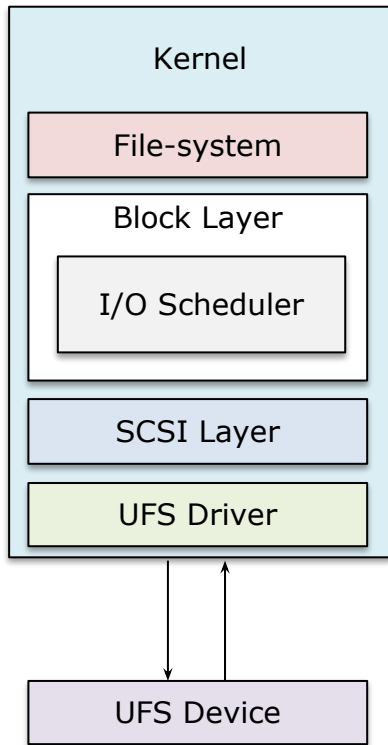 Kernel
File-system
Block Layer
I/O Scheduler
SCSI Layer
UFS Driver
UFS Device